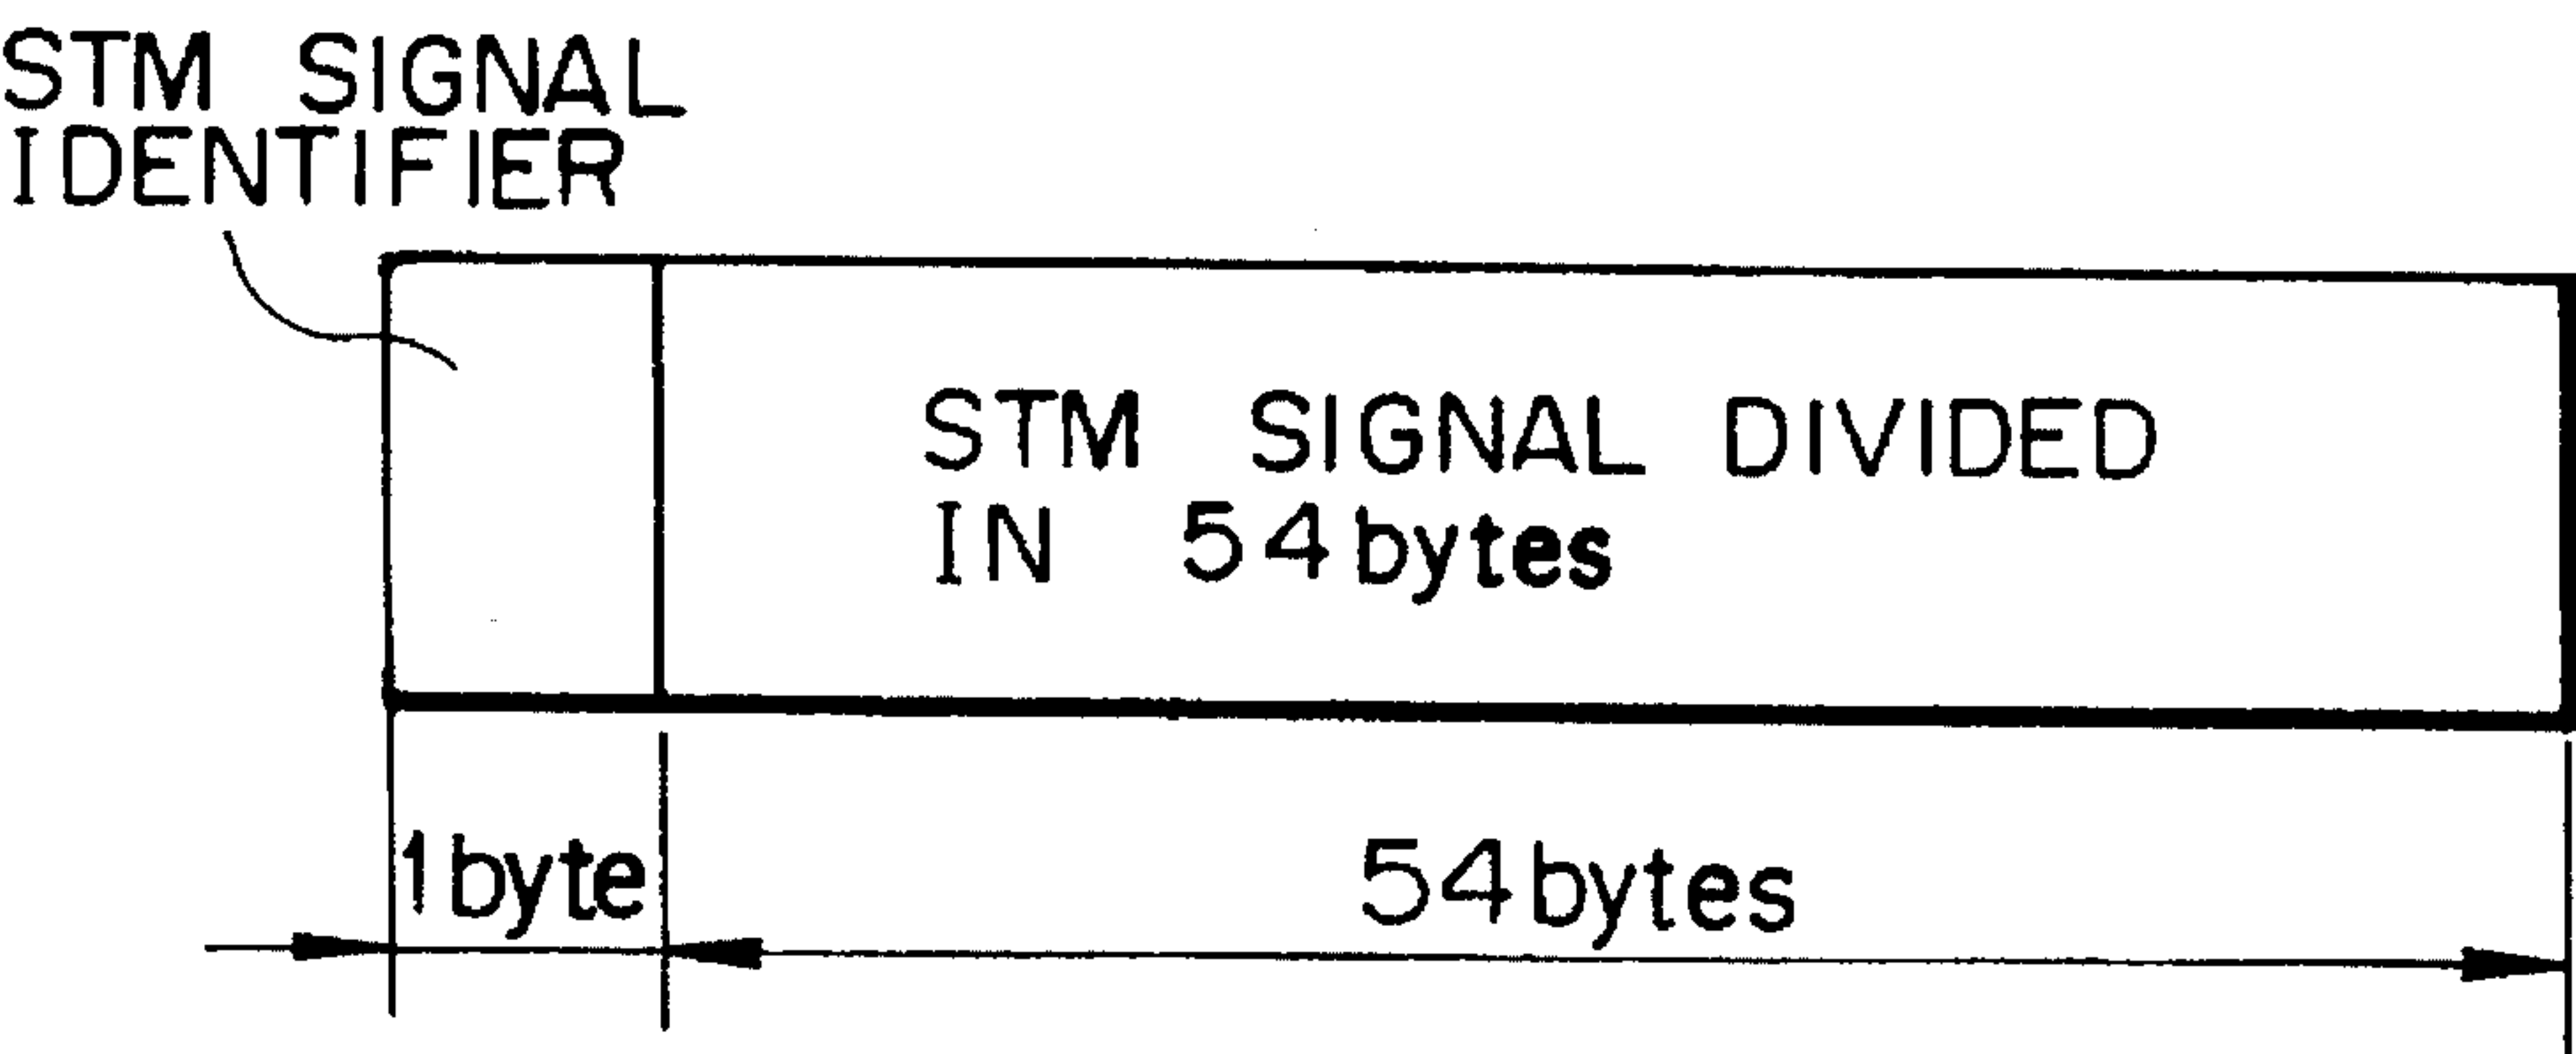 STM SIGNAL
IDENTIFIER
STM SIGNAL DIVIDED
IN 54bytes
1byte
54bytes